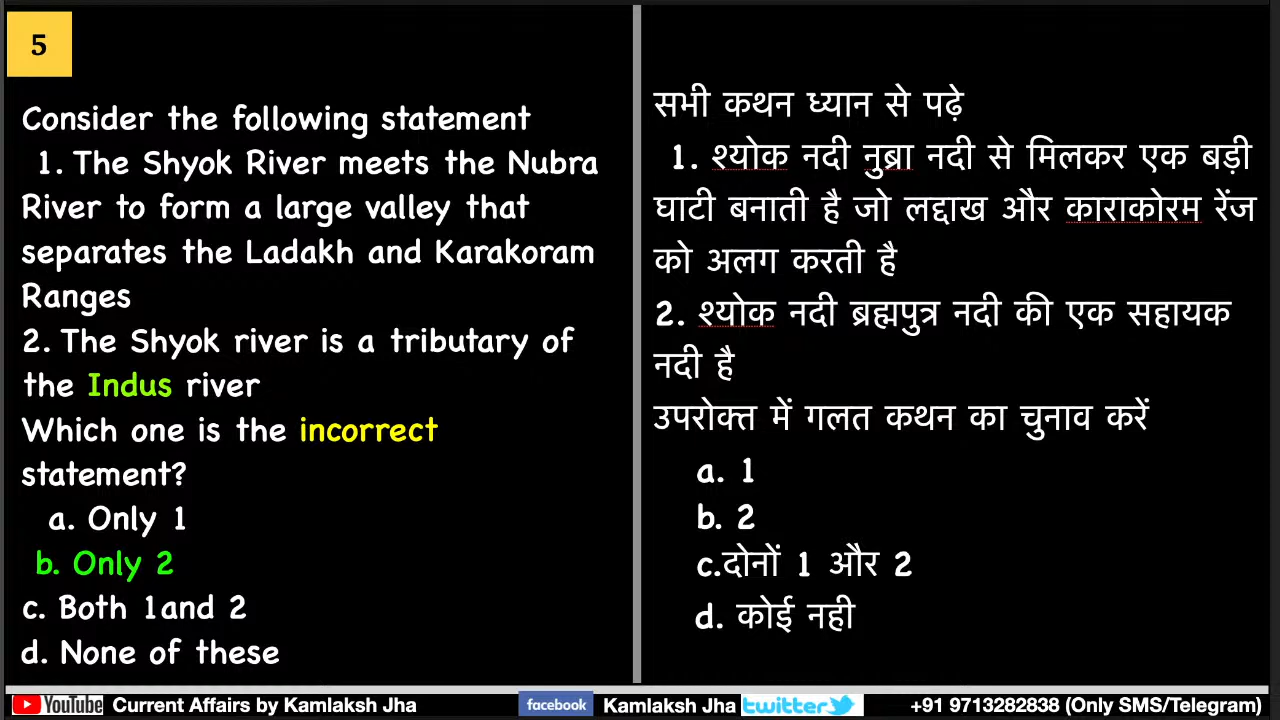 5
Consider the following statement
1. The Shyok River meets the Nubra
River to form a large valley that
separates the Ladakh and Karakoram
Ranges
2. The Shyok river is a tributary of
the Indus river
Which one is the incorrect
statement?
a. Only 1
b. Only 2
c. Both 1and 2
d. None of these
सभी कथन ध्यान से पढ़े
1. श्योक नदी नुब्रा नदी से मिलकर एक बड़ी
घाटी बनाती है जो लद्दाख और काराकोरम रेंज
को अलग करती है
2. श्योक नदी ब्रह्मपुत्र नदी की एक सहायक
नदी है
उपरोक्त में गलत कथन का चुनाव करें
a. 1
b. 2
c.दोनों 1 और 2
d. कोई नही
YouTube Current Affairs by Kamlaksh Jha facebook Kamlaksh Jha twitter +91 9713282838 (Only SMS/Telegram)